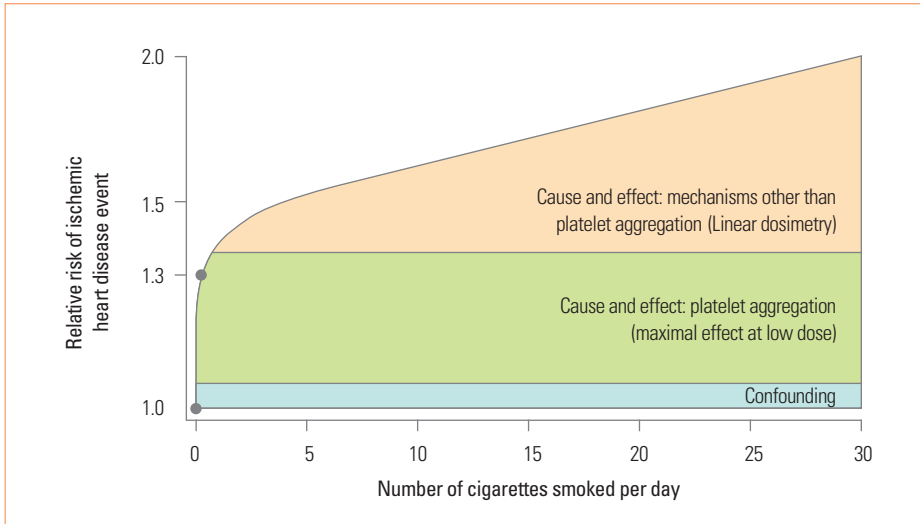 2.0
1.5
1.3
1.0
Relative risk of ischemic
heart disease event
Cause and effect: mechanisms other than
platelet aggregation (Linear dosimetry)
Cause and effect: platelet aggregation
(maximal effect at low dose)
Confounding
0 5 10 15 20 25 30
Number of cigarettes smoked per day